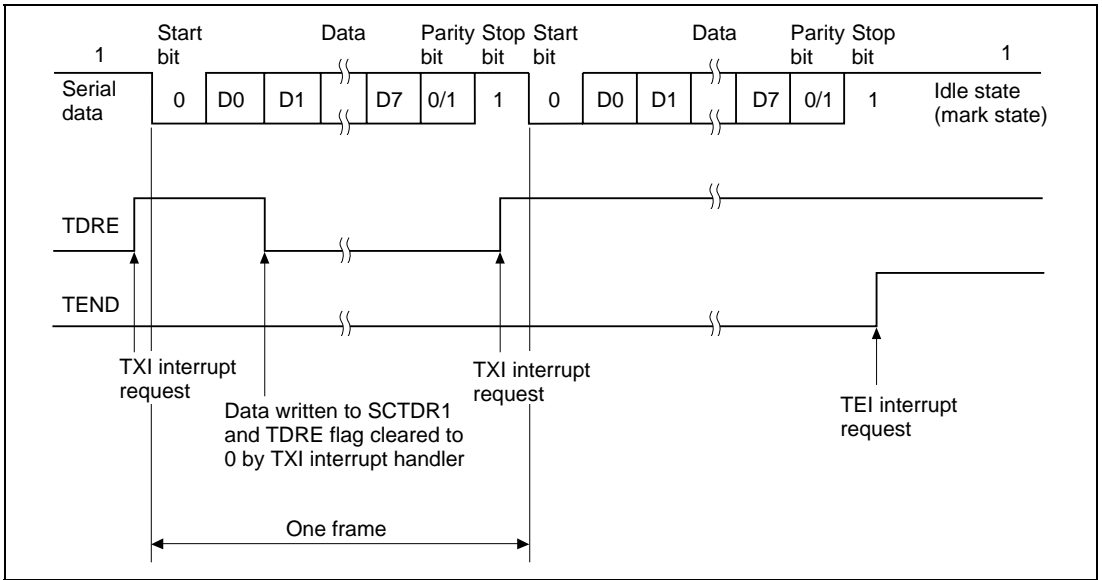 1 Start bit Data Parity bit Stop bit Start bit Data Parity bit Stop bit 1
Serial data 0 D0 D1 D7 0/1 1 0 D0 D1 D7 0/1 1 Idle state (mark state)
TDRE
TEND
TXI interrupt
request
Data written to SCTDR1
and TDRE flag cleared to
0 by TXI interrupt handler
TXI interrupt
request
TEI interrupt
request
One frame